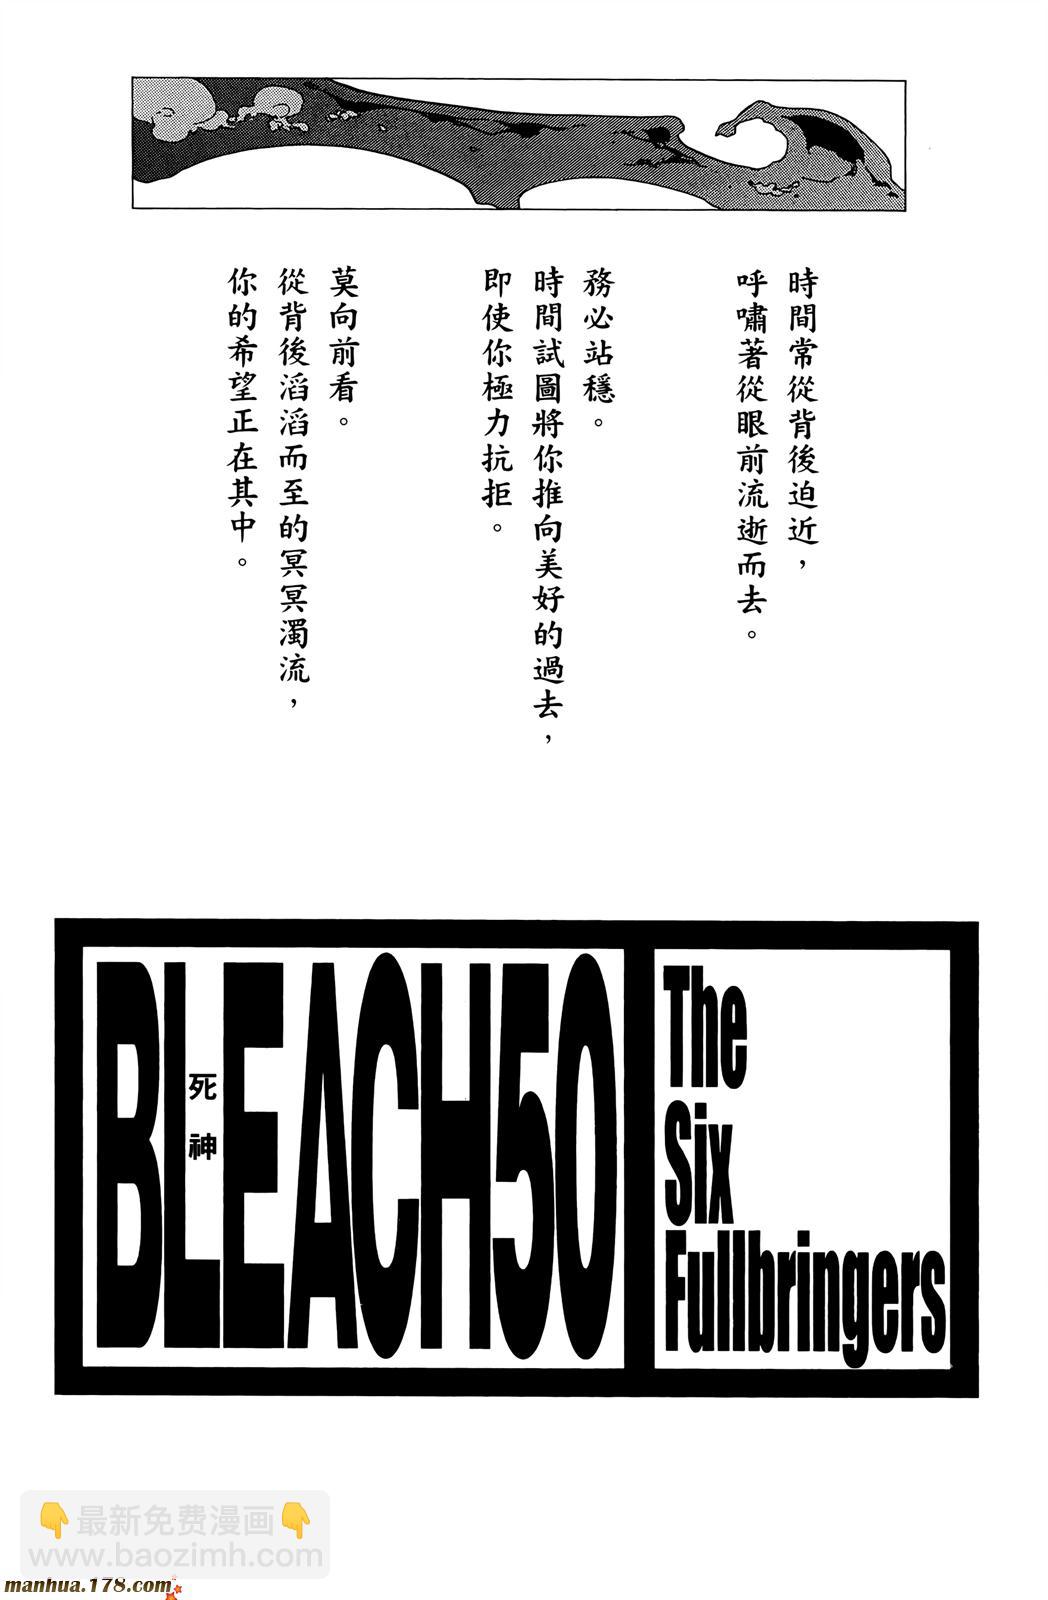 時間常從背後迫近，
呼嘯著從眼前流逝而去。
務必站穩。
時間試圖將你推向美好的過去，
即使你極力抗拒。
莫向前看。
從背後滔滔而至的冥冥濁流，
你的希望正在其中。
BLEACH50
死神
The
Six
Fullbringers
👇最新免费漫画👇
www.baozimh.com
manhua.178.com